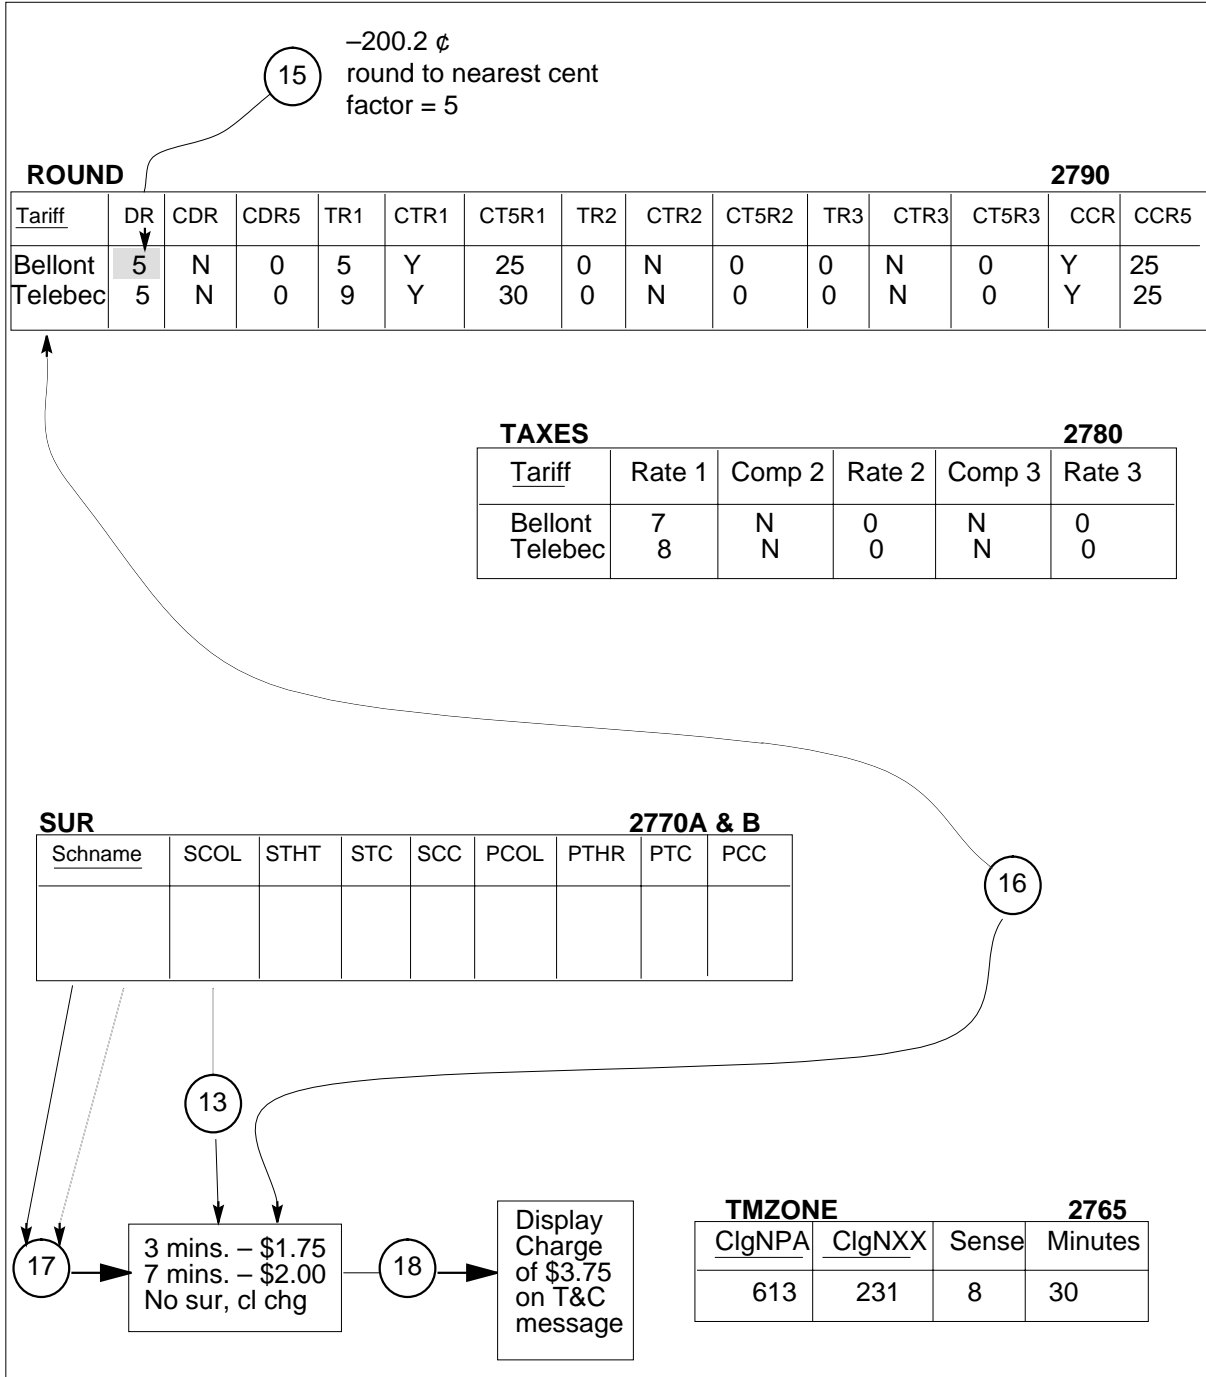 –200.2 ¢
15 round to nearest cent
factor = 5
ROUND 2790
Tariff DR CDR CDR5 TR1 CTR1 CT5R1 TR2 CTR2 CT5R2 TR3 CTR3 CT5R3 CCR CCR5
Bellont 5 N 0 5 Y 25 0 N 0 0 N 0 Y 25
Telebec 5 N 0 9 Y 30 0 N 0 0 N 0 Y 25
TAXES 2780
Tariff Rate 1 Comp 2 Rate 2 Comp 3 Rate 3
Bellont 7 N 0 N 0
Telebec 8 N 0 N 0
SUR 2770A & B
Schname SCOL STHT STC SCC PCOL PTHR PTC PCC
16
13
17
3 mins. – $1.75
7 mins. – $2.00
No sur, cl chg
18
Display
Charge
of $3.75
on T&C
message
TMZONE 2765
ClgNPA ClgNXX Sense Minutes
613 231 8 30